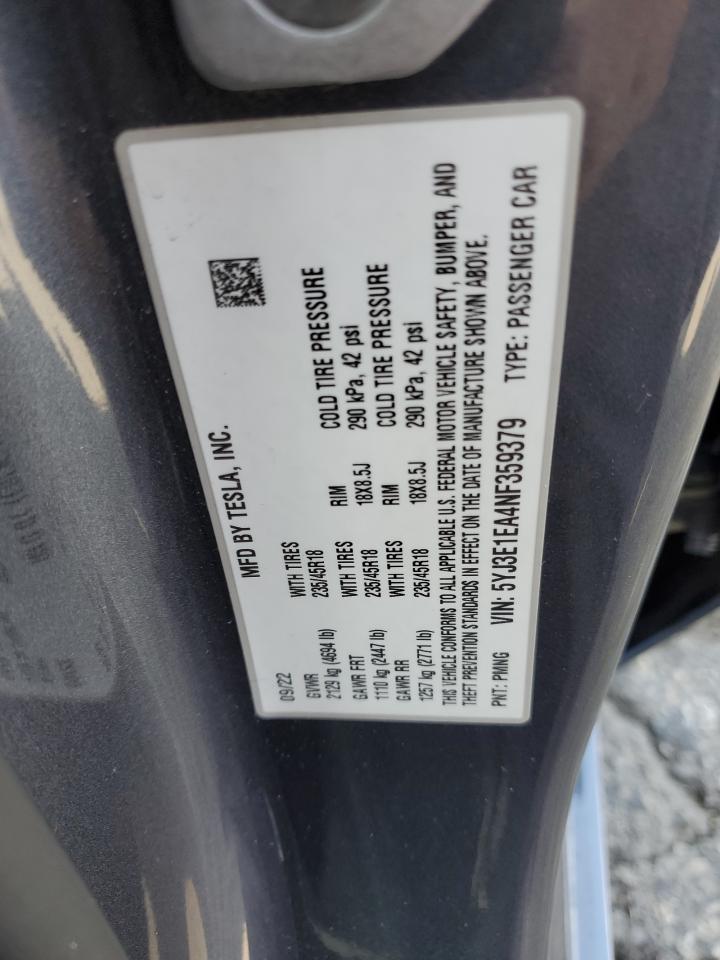 MFD BY TESLA, INC.
09/22
GVWR WITH TIRES
2129 kg (4694 lb) 235/45R18 RIM COLD TIRE PRESSURE
GAWR FRT WITH TIRES 18X8.5J 290 kPa, 42 psi
1110 kg (2447 lb) 235/45R18 RIM COLD TIRE PRESSURE
GAWR RR WITH TIRES 18X8.5J 290 kPa, 42 psi
1257 kg (2771 lb) 235/45R18
THIS VEHICLE CONFORMS TO ALL APPLICABLE U.S. FEDERAL MOTOR VEHICLE SAFETY, BUMPER, AND
THEFT PREVENTION STANDARDS IN EFFECT ON THE DATE OF MANUFACTURE SHOWN ABOVE.
PNT: PMNG VIN: 5YJ3E1EA4NF359379 TYPE: PASSENGER CAR